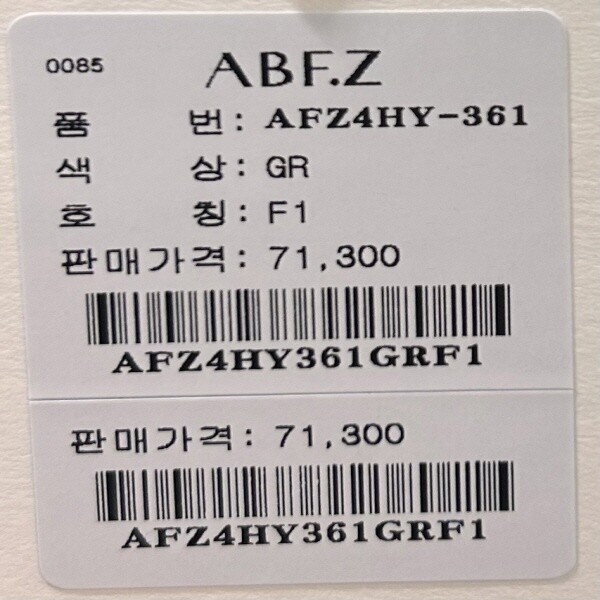 0085 ABF.Z
품 번: AFZ4HY-361
색 상: GR
호 칭: F1
판매가격: 71,300
AFZ4HY361GRF1
판매가격: 71,300
AFZ4HY361GRF1